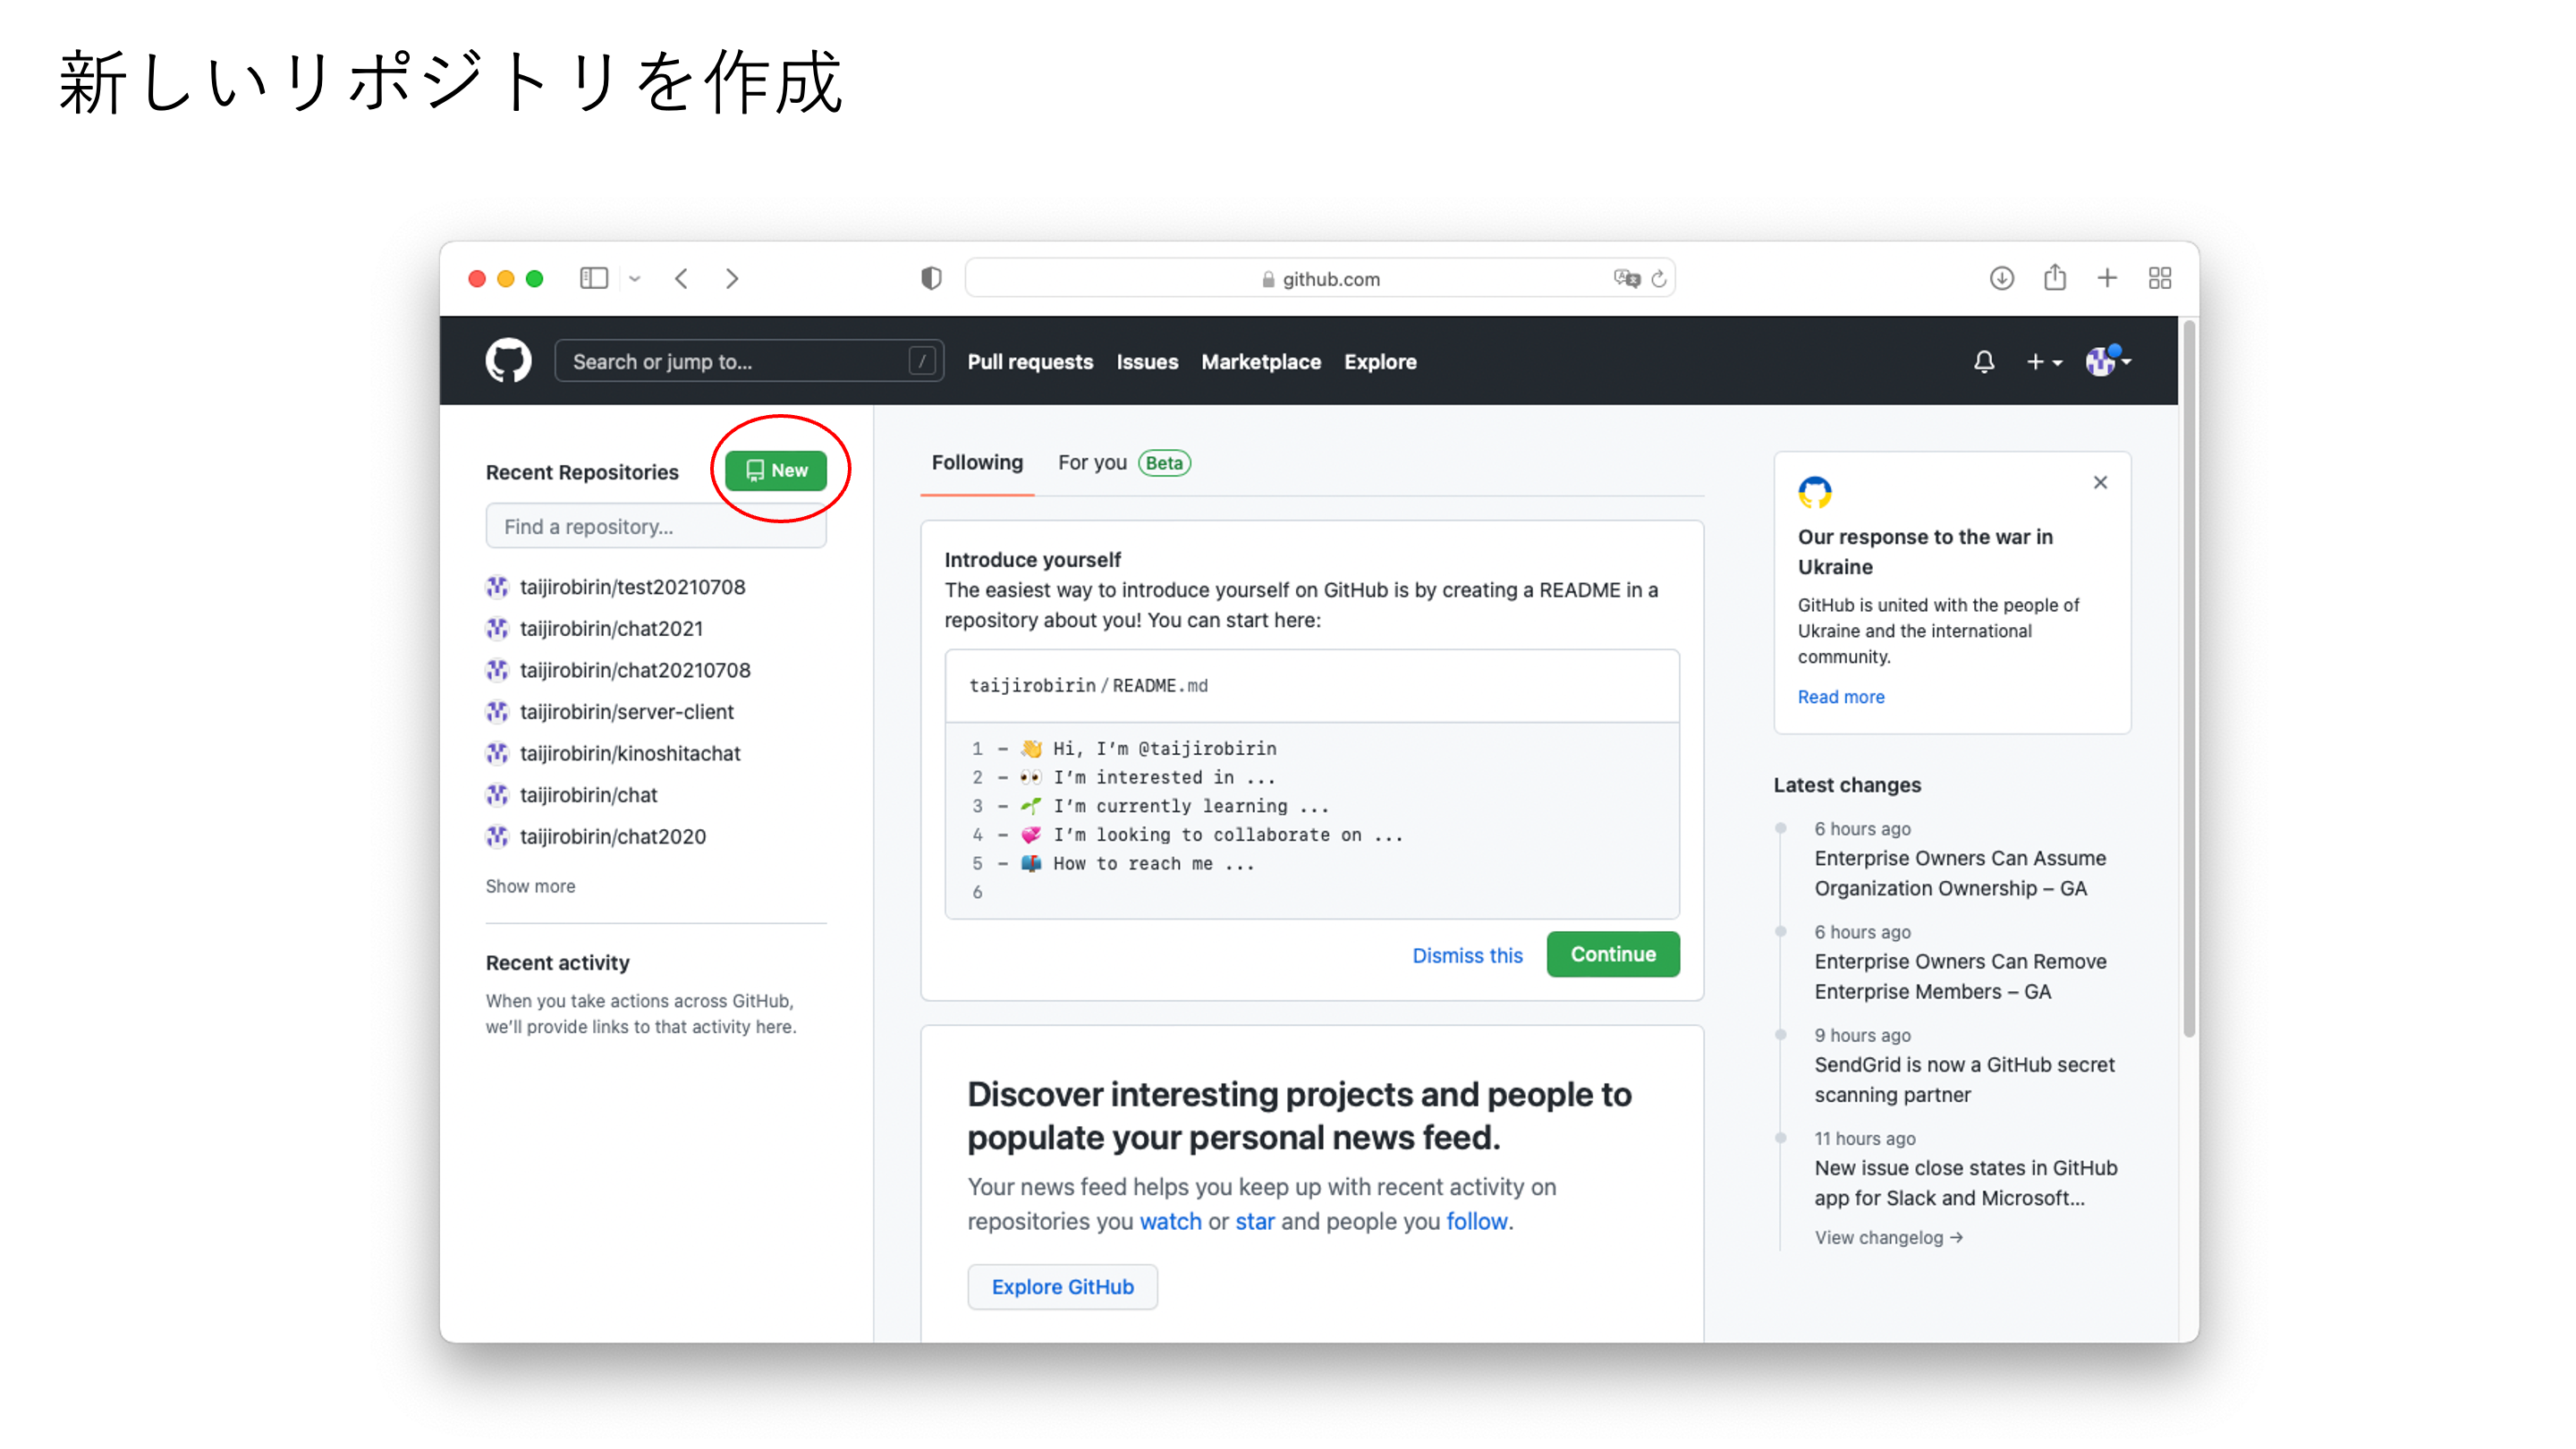 新しいリポジトリを作成
github.com
Search or jump to...
/
Pull requests Issues Marketplace Explore
Recent Repositories
New
Find a repository...
taijirobirin/test20210708
taijirobirin/chat2021
taijirobirin/chat20210708
taijirobirin/server-client
taijirobirin/kinoshitachat
taijirobirin/chat
taijirobirin/chat2020
Show more
Recent activity
When you take actions across GitHub,
we'll provide links to that activity here.
Following For you Beta
Introduce yourself
The easiest way to introduce yourself on GitHub is by creating a README in a
repository about you! You can start here:
taijirobirin/README.md
1 - 👋 Hi, I'm @taijirobirin
2 - 👀 I'm interested in ...
3 - 🌱 I'm currently learning ...
4 - 💞️ I'm looking to collaborate on ...
5 - 📫 How to reach me ...
6
Dismiss this
Continue
Discover interesting projects and people to
populate your personal news feed.
Your news feed helps you keep up with recent activity on
repositories you watch or star and people you follow.
Explore GitHub
Our response to the war in
Ukraine
GitHub is united with the people of
Ukraine and the international
community.
Read more
Latest changes
6 hours ago
Enterprise Owners Can Assume
Organization Ownership – GA
6 hours ago
Enterprise Owners Can Remove
Enterprise Members – GA
9 hours ago
SendGrid is now a GitHub secret
scanning partner
11 hours ago
New issue close states in GitHub
app for Slack and Microsoft...
View changelog →